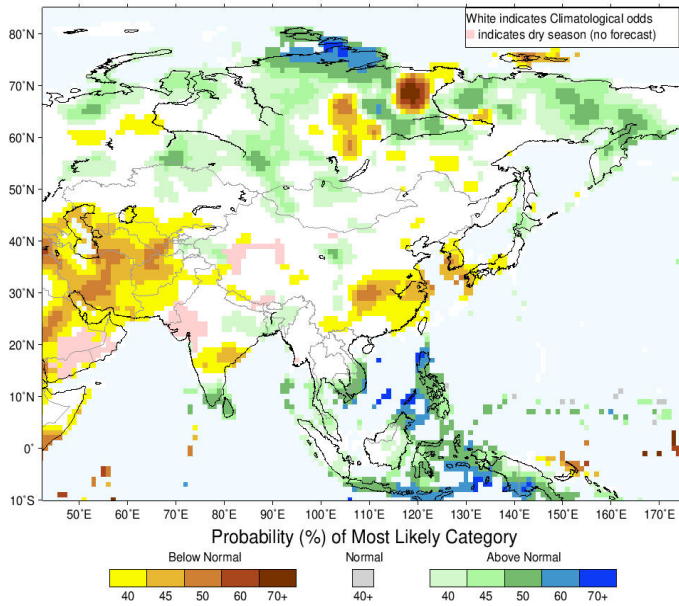 White indicates Climatological odds
indicates dry season (no forecast)
80°N
70°N
60°N
50°N
40°N
30°N
20°N
10°N
0°
10°S
50°E 60°E 70°E 80°E 90°E 100°E 110°E 120°E 130°E 140°E 150°E 160°E 170°E
Probability (%) of Most Likely Category
Below Normal Normal Above Normal
40 45 50 60 70+ 40+ 40 45 50 60 70+